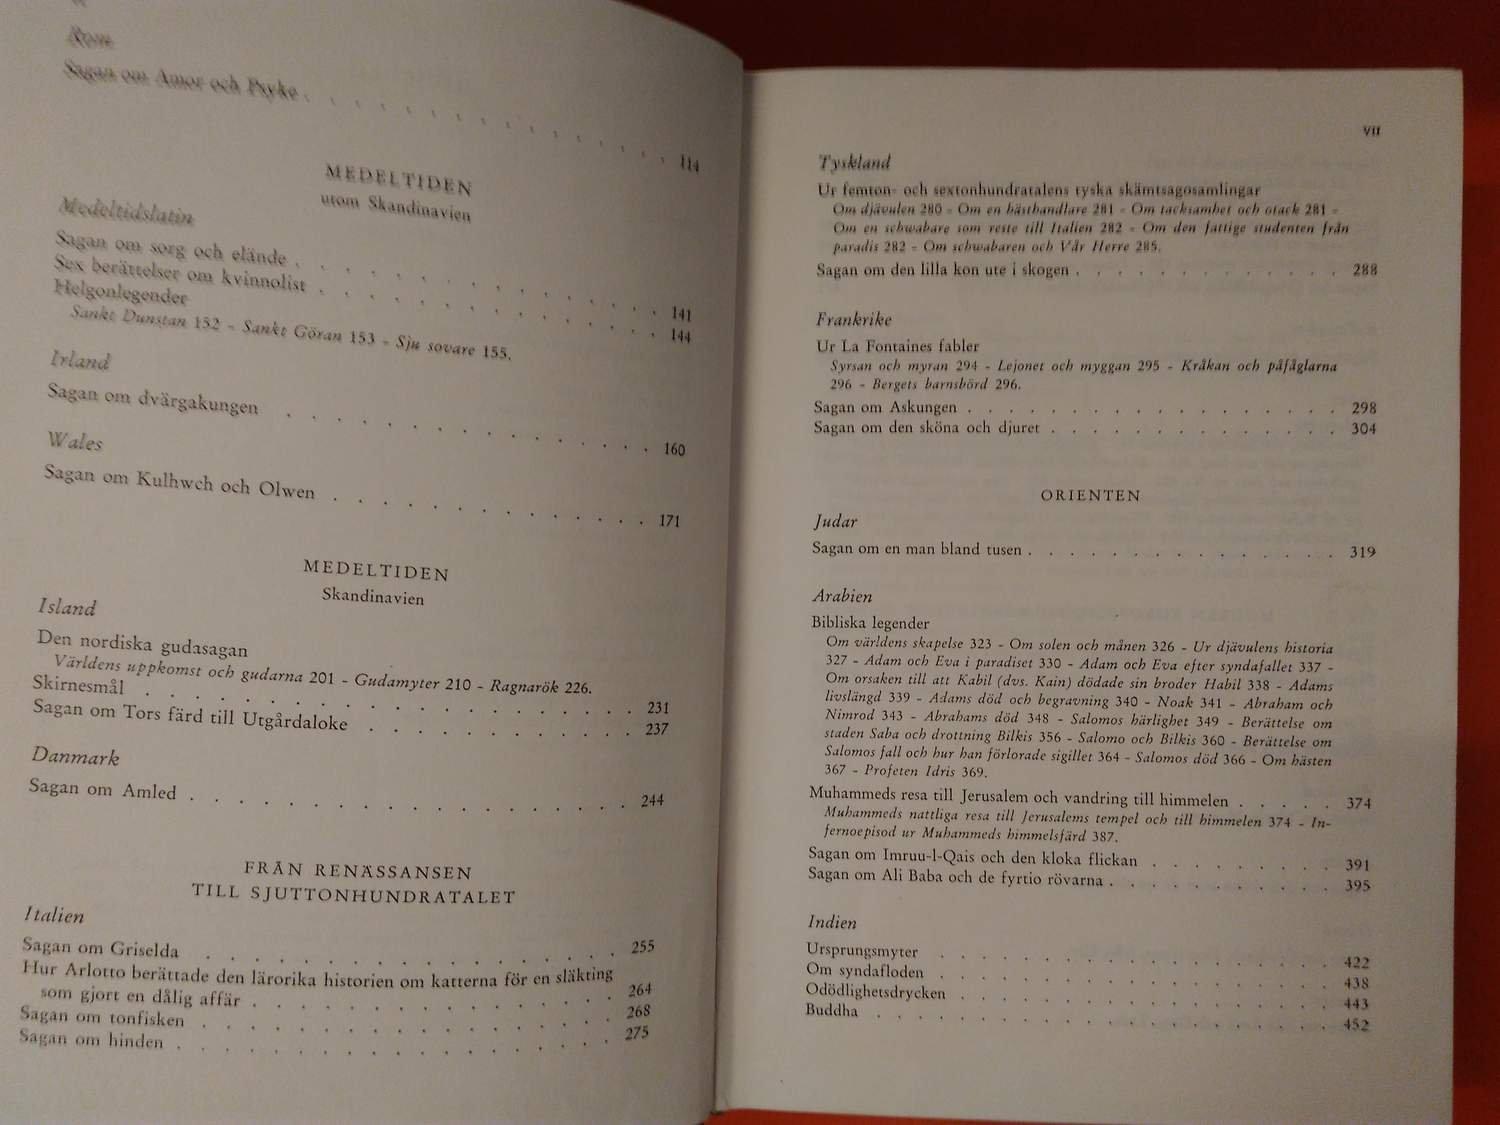 Rom
Sagan om Amor och Psyke . . . . . . . . . . . . . . . 114
MEDELTIDEN
utom Skandinavien
Medeltidslatin
Sagan om sorg och elände . . . . . . . . . . . . . . . 141
Sex berättelser om kvinnolist . . . . . . . . . . . . . . 144
Helgonlegender
Sankt Dunstan 152 - Sankt Göran 153 - Sju sovare 155.
Irland
Sagan om dvärgakungen . . . . . . . . . . . . . . . 160
Wales
Sagan om Kulhwch och Olwen . . . . . . . . . . . . . 171
MEDELTIDEN
Skandinavien
Island
Den nordiska gudasagan
Världens uppkomst och gudarna 201 - Gudamyter 210 - Ragnarök 226.
Skirnesmål . . . . . . . . . . . . . . . . . . . . 231
Sagan om Tors färd till Utgårdaloke . . . . . . . . . . . 237
Danmark
Sagan om Amled . . . . . . . . . . . . . . . . . . 244
FRÅN RENÄSSANSEN
TILL SJUTTONHUNDRATALET
Italien
Sagan om Griselda . . . . . . . . . . . . . . . . . 255
Hur Arlotto berättade den lärorika historien om katterna för en släkting
som gjort en dålig affär . . . . . . . . . . . . . . . 264
Sagan om tonfisken . . . . . . . . . . . . . . . . . 268
Sagan om hinden . . . . . . . . . . . . . . . . . . 275
VII
Tyskland
Ur femton- och sextonhundratalens tyska skämtsagosamlingar
Om djävulen 280 - Om en hästhandlare 281 - Om tacksamhet och otack 281 -
Om en schwabare som reste till Italien 282 - Om den fattige studenten från
paradis 282 - Om schwabaren och Vår Herre 285.
Sagan om den lilla kon ute i skogen . . . . . . . . . . . . . 288
Frankrike
Ur La Fontaines fabler
Syrsan och myran 294 - Lejonet och myggan 295 - Kråkan och påfåglarna
296 - Bergets barnsbörd 296.
Sagan om Askungen . . . . . . . . . . . . . . . . . . 298
Sagan om den sköna och djuret . . . . . . . . . . . . . . 304
ORIENTEN
Judar
Sagan om en man bland tusen . . . . . . . . . . . . . . . 319
Arabien
Bibliska legender
Om världens skapelse 323 - Om solen och månen 326 - Ur djävulens historia
327 - Adam och Eva i paradiset 330 - Adam och Eva efter syndafallet 337 -
Om orsaken till att Kabil (dvs. Kain) dödade sin broder Habil 338 - Adams
livslängd 339 - Adams död och begravning 340 - Noak 341 - Abraham och
Nimrod 343 - Abrahams död 348 - Salomos härlighet 349 - Berättelse om
staden Saba och drottning Bilkis 356 - Salomo och Bilkis 360 - Berättelse om
Salomos fall och hur han förlorade sigillet 364 - Salomos död 366 - Om hästen
367 - Profeten Idris 369.
Muhammeds resa till Jerusalem och vandring till himmelen . . . . . 374
Muhammeds nattliga resa till Jerusalems tempel och till himmelen 374 - In-
fernoepisod ur Muhammeds himmelsfärd 387.
Sagan om Imruu-l-Qais och den kloka flickan . . . . . . . . . 391
Sagan om Ali Baba och de fyrtio rövarna . . . . . . . . . . . 395
Indien
Ursprungsmyter . . . . . . . . . . . . . . . . . . . 422
Om syndafloden . . . . . . . . . . . . . . . . . . . 438
Odödlighetsdrycken . . . . . . . . . . . . . . . . . . 443
Buddha . . . . . . . . . . . . . . . . . . . . . . 452